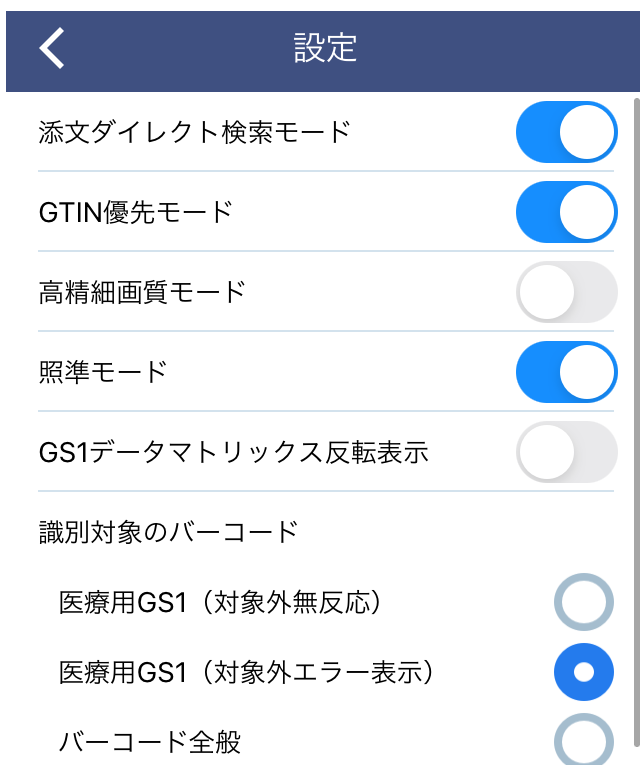 設定
添文ダイレクト検索モード
GTIN優先モード
高精細画質モード
照準モード
GS1データマトリックス反転表示
識別対象のバーコード
医療用GS1（対象外無反応）
医療用GS1（対象外エラー表示）
バーコード全般